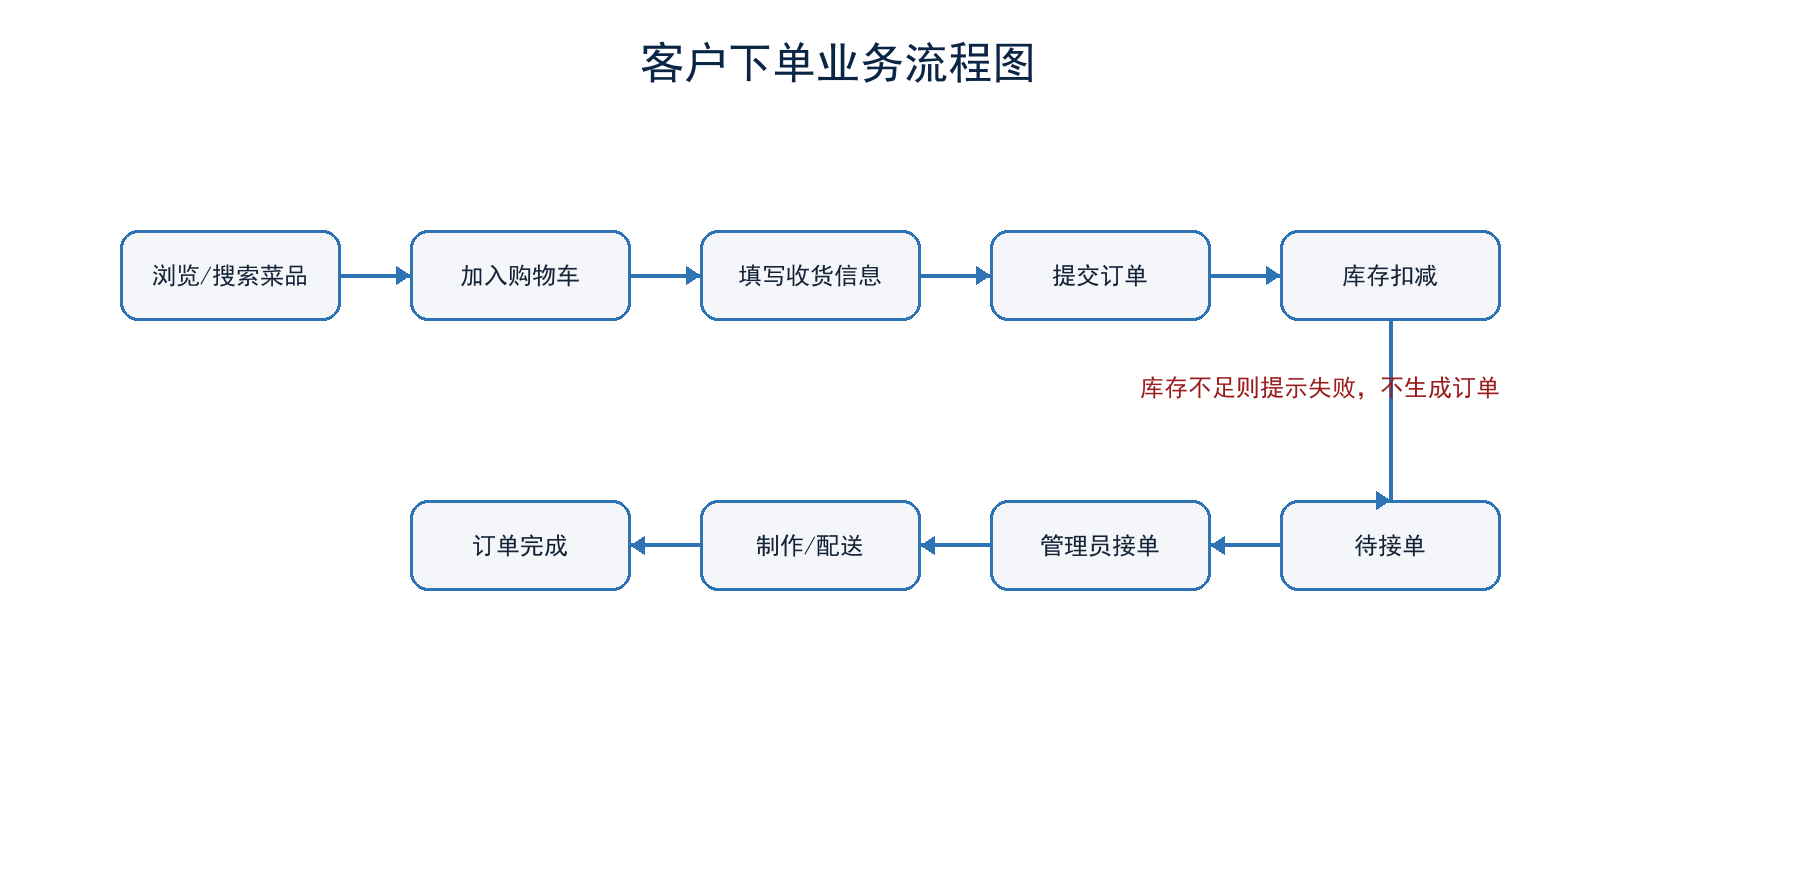 客户下单业务流程图
浏览/搜索菜品
加入购物车
填写收货信息
提交订单
库存扣减
库存不足则提示失败，不生成订单
订单完成
制作/配送
管理员接单
待接单